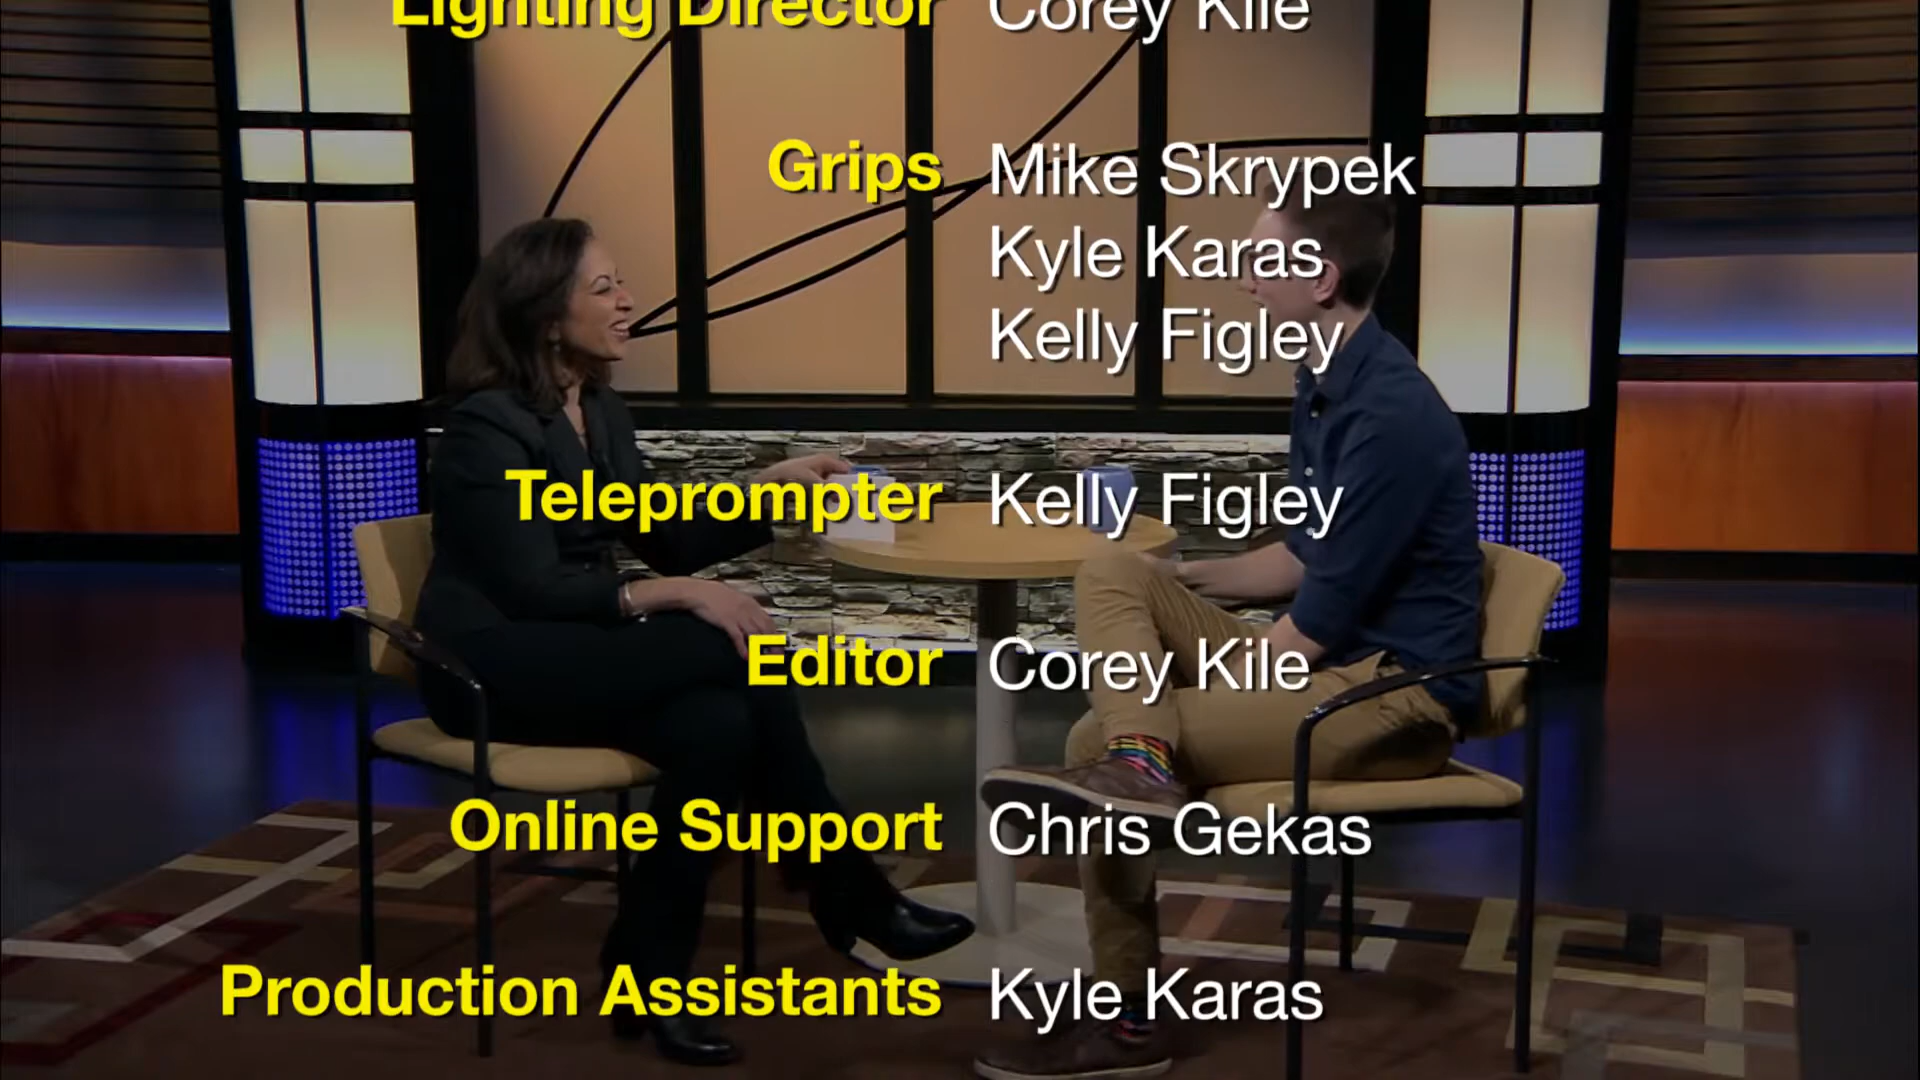 Lighting Director Corey Kile
Grips Mike Skrypek
Kyle Karas
Kelly Figley
Teleprompter Kelly Figley
Editor Corey Kile
Online Support Chris Gekas
Production Assistants Kyle Karas